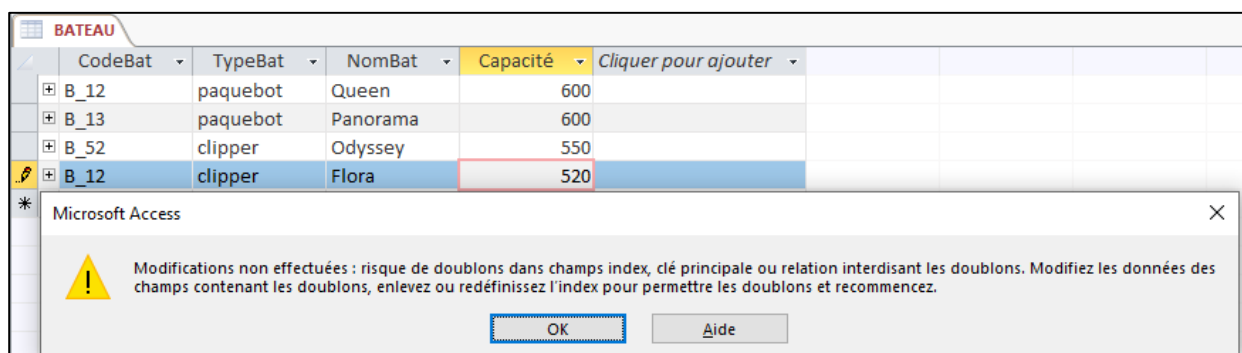 BATEAU
CodeBat TypeBat NomBat Capacité Cliquer pour ajouter
B_12 paquebot Queen 600
B_13 paquebot Panorama 600
B_52 clipper Odyssey 550
B_12 clipper Flora 520
Microsoft Access
Modifications non effectuées : risque de doublons dans champs index, clé principale ou relation interdisant les doublons. Modifiez les données des
champs contenant les doublons, enlevez ou redéfinissez l'index pour permettre les doublons et recommencez.
OK Aide